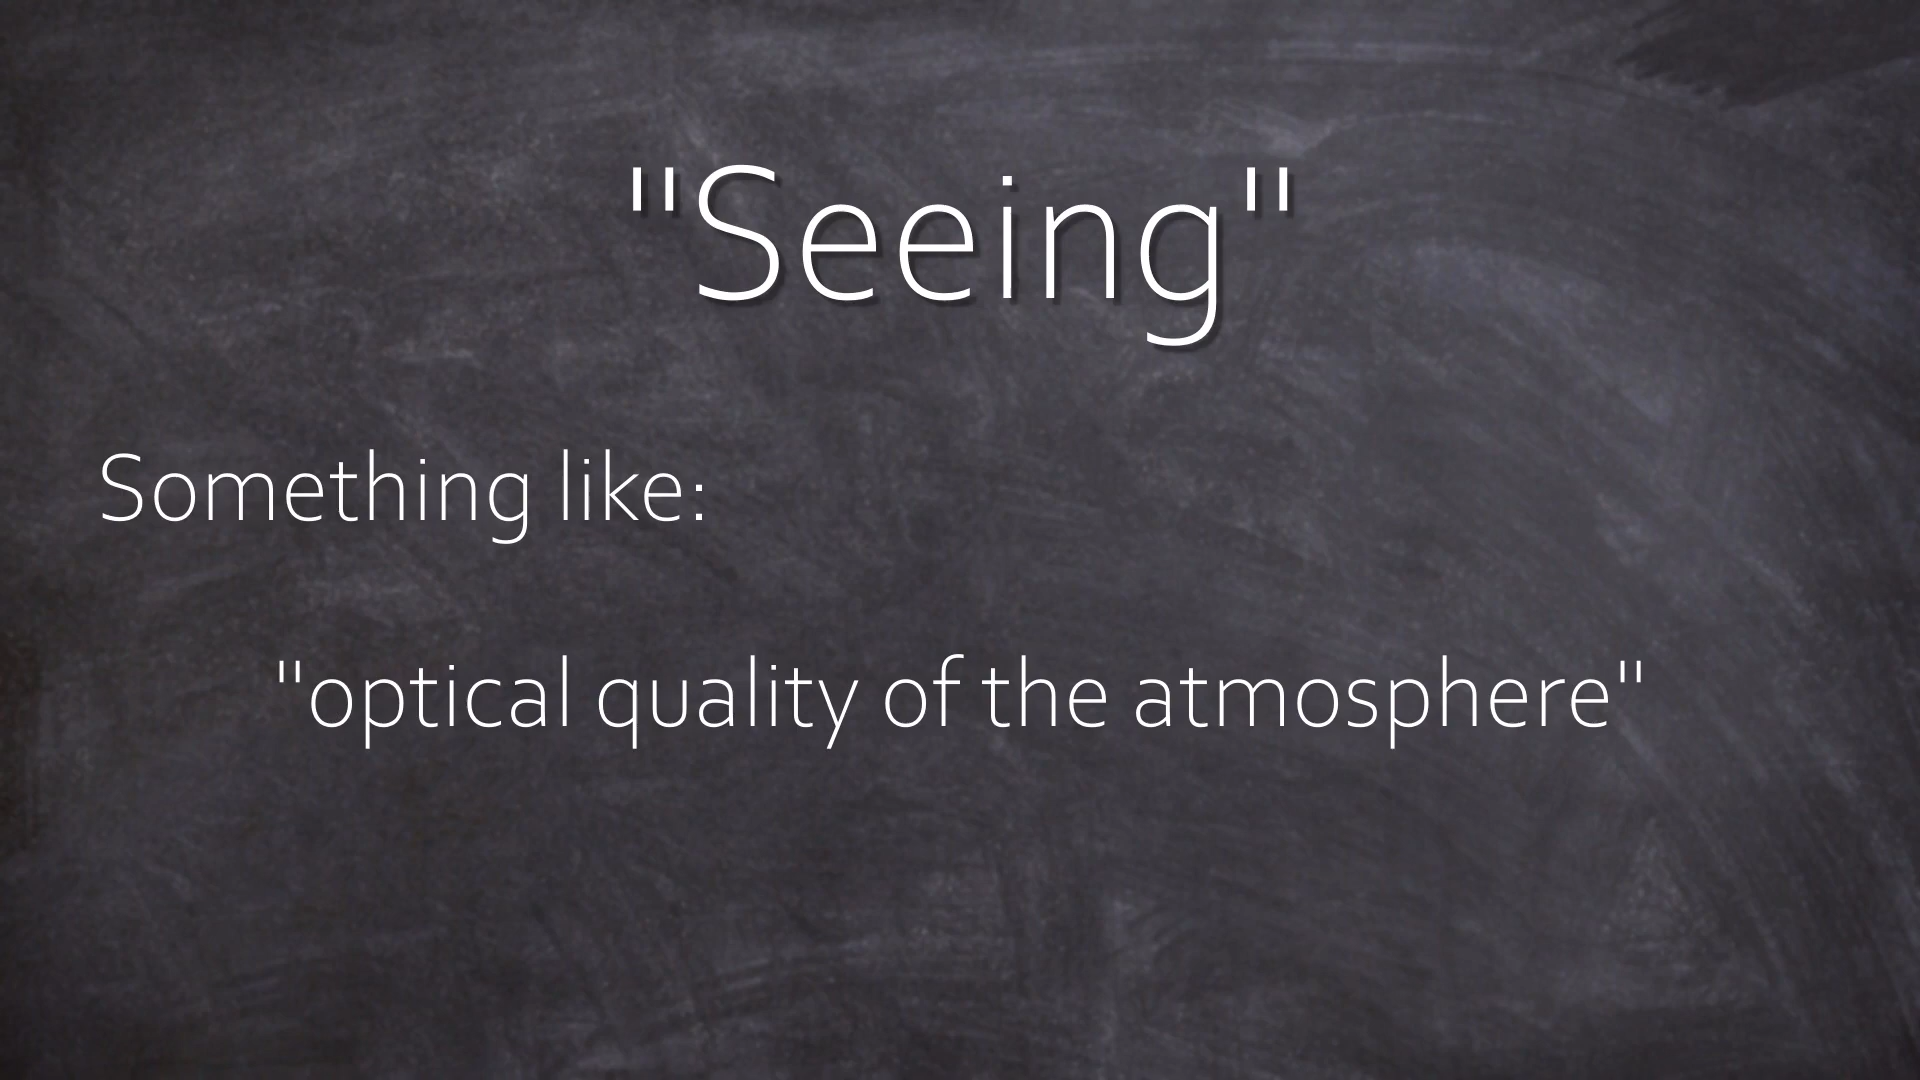 "Seeing"
Something like:
"optical quality of the atmosphere"